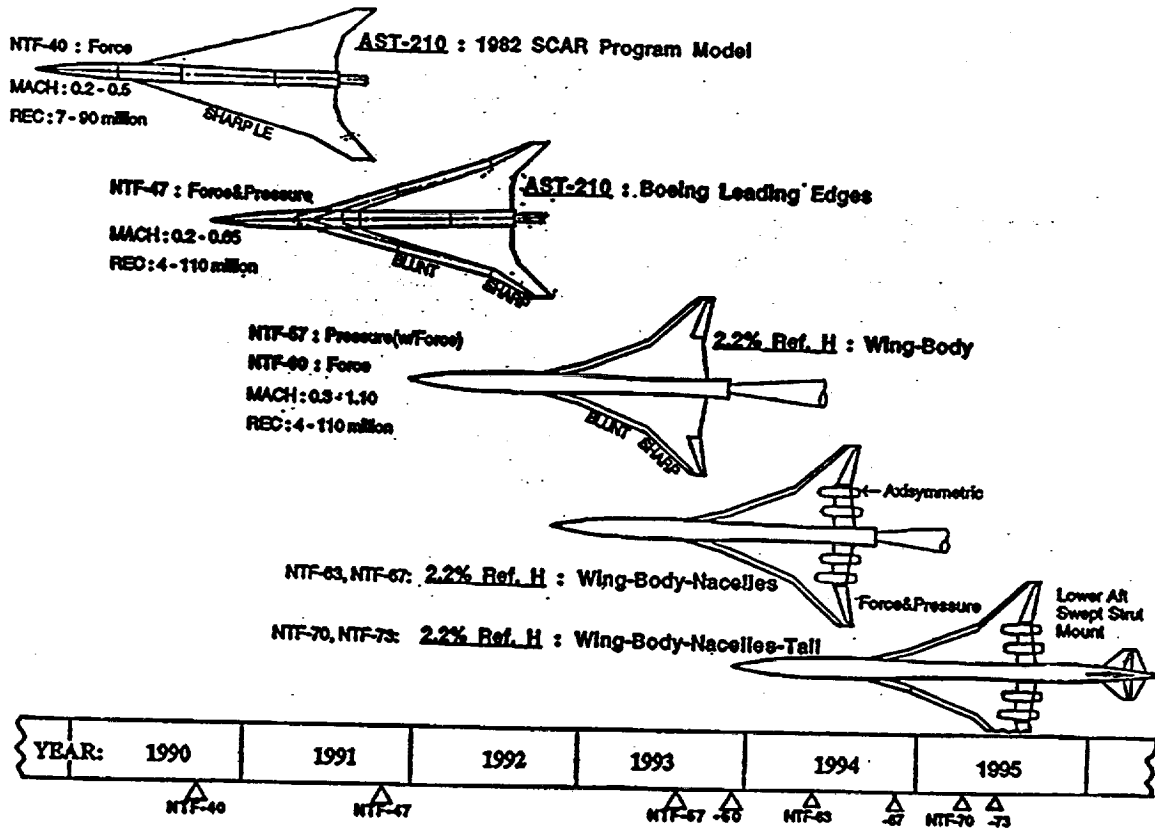 NTF-40 : Force
MACH : 0.2 - 0.5
REC : 7 - 90 million
SHARP LE
AST-210 : 1982 SCAR Program Model
NTF-47 : Force&Pressure
MACH : 0.2 - 0.65
REC : 4 - 110 million
BLUNT
SHARP
AST-210 : Boeing Leading Edges
NTF-57 : Pressure(w/Force)
NTF-60 : Force
MACH : 0.3 - 1.10
REC : 4 - 110 million
BLUNT
SHARP
2.2% Ref. H : Wing-Body
Axisymmetric
NTF-63, NTF-67: 2.2% Ref. H : Wing-Body-Nacelles
Force&Pressure
NTF-70, NTF-73: 2.2% Ref. H : Wing-Body-Nacelles-Tail
Lower Aft
Swept Strut
Mount
YEAR: 1990 1991 1992 1993 1994 1995
NTF-40 NTF-47 NTF-57 -60 NTF-63 -67 NTF-70 -73